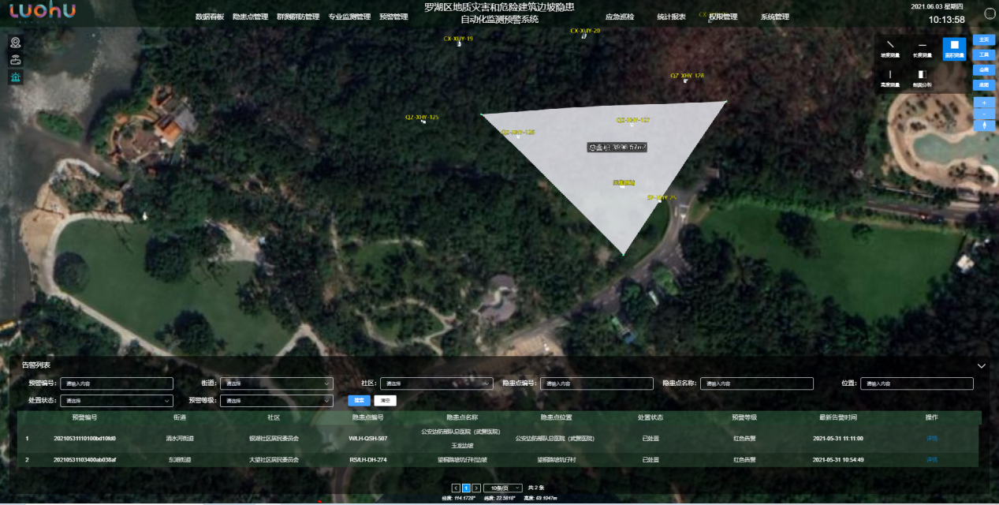 LUOHU
数据看板 隐患点管理 群测群防管理 专业监测管理 预警管理
罗湖区地质灾害和危险建筑边坡隐患
自动化监测预警系统
应急巡检 统计报表 权限管理 系统管理
2021.06.03 星期四
10:13:58
坡度测量 长度测量 面积测量
高度测量 剖面分析
主页
工具
+
-
CX-XHY-20
CX-XHY-19
QZ-XHY-128
QZ-XHY-125
QZ-XHY-127
总面积:3996.57m²
告警列表
预警编号: 请输入内容 街道: 请选择 社区: 请选择 隐患点编号: 请输入内容 隐患点名称: 请输入内容 位置: 请输入内容
处置状态: 请选择 预警等级: 请选择 搜索 清空
预警编号 街道 社区 隐患点编号 隐患点名称 隐患点位置 处置状态 预警等级 最新告警时间 操作
1 20210531110100bd10fd0 清水河街道 银湖社区居民委员会 W/LH-QSH-507 公安边防部队总医院（武警医院）玉龙边坡 公安边防部队总医院（武警医院） 已处置 红色告警 2021-05-31 11:11:00 详情
2 20210531103400ab038af 东湖街道 大望社区居民委员会 RS/LH-DH-274 望桐路坡坑仔村边坡 望桐路坡坑仔村 已处置 红色告警 2021-05-31 10:54:49 详情
< 1 > 10条/页 共 2 条
经度: 114.1728° 纬度: 22.5818° 高度: 69.1047m